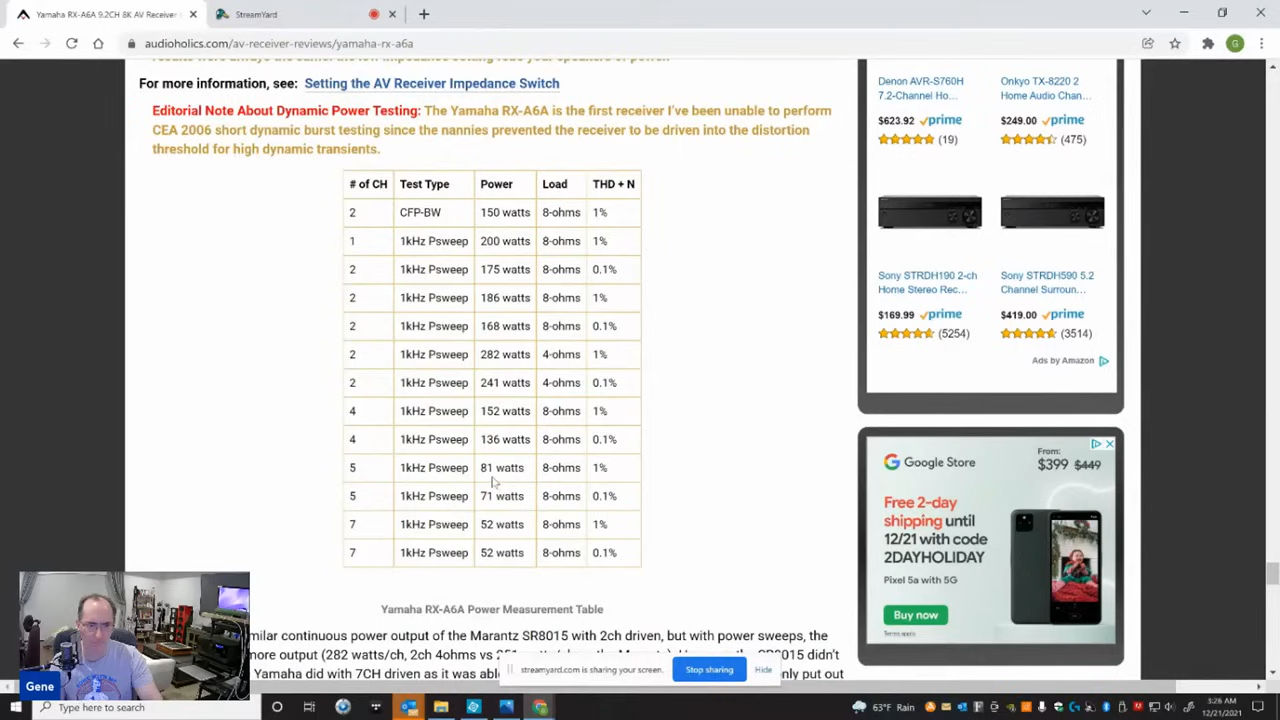 Yamaha RX-A6A 9.2CH 8K AV Receiver
StreamYard
audioholics.com/av-receiver-reviews/yamaha-rx-a6a
G
For more information, see: Setting the AV Receiver Impedance Switch
Editorial Note About Dynamic Power Testing: The Yamaha RX-A6A is the first receiver I've been unable to perform
CEA 2006 short dynamic burst testing since the nannies prevented the receiver to be driven into the distortion
threshold for high dynamic transients.
# of CH Test Type Power Load THD + N
2 CFP-BW 150 watts 8-ohms 1%
1 1kHz Psweep 200 watts 8-ohms 1%
2 1kHz Psweep 175 watts 8-ohms 0.1%
2 1kHz Psweep 186 watts 8-ohms 1%
2 1kHz Psweep 168 watts 8-ohms 0.1%
2 1kHz Psweep 282 watts 4-ohms 1%
2 1kHz Psweep 241 watts 4-ohms 0.1%
4 1kHz Psweep 152 watts 8-ohms 1%
4 1kHz Psweep 136 watts 8-ohms 0.1%
5 1kHz Psweep 81 watts 8-ohms 1%
5 1kHz Psweep 71 watts 8-ohms 0.1%
7 1kHz Psweep 52 watts 8-ohms 1%
7 1kHz Psweep 52 watts 8-ohms 0.1%
Yamaha RX-A6A Power Measurement Table
milar continuous power output of the Marantz SR8015 with 2ch driven, but with power sweeps, the
more output (282 watts/ch, 2ch 4ohms vs
8015 didn't
Yamaha did with 7CH driven as it was abl
only put out
Denon AVR-S760H
7.2-Channel Ho...
$623.92 prime
(19)
Onkyo TX-8220 2
Home Audio Chan...
$249.00 prime
(475)
Sony STRDH190 2-ch
Home Stereo Rec...
$169.99 prime
(5254)
Sony STRDH590 5.2
Channel Surroun...
$419.00 prime
(3514)
Ads by Amazon
Google Store
From:
$399 $449
Free 2-day
shipping until
12/21 with code
2DAYHOLIDAY
Pixel 5a with 5G
Buy now
Terms apply
streamyard.com is sharing your screen.
Stop sharing
Hide
Gene
Type here to search
63°F Rain
3:26 AM
12/21/2021